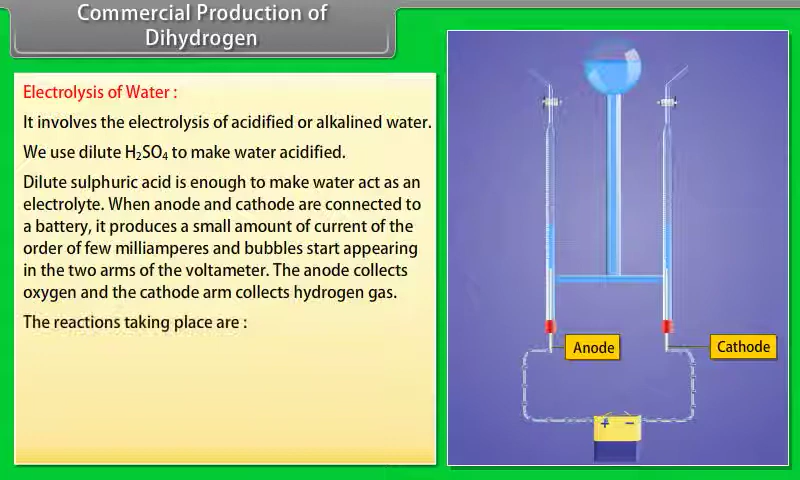 Commercial Production of
Dihydrogen
Electrolysis of Water :
It involves the electrolysis of acidified or alkalined water.
We use dilute H₂SO₄ to make water acidified.
Dilute sulphuric acid is enough to make water act as an
electrolyte. When anode and cathode are connected to
a battery, it produces a small amount of current of the
order of few milliamperes and bubbles start appearing
in the two arms of the voltameter. The anode collects
oxygen and the cathode arm collects hydrogen gas.
The reactions taking place are :
Anode
Cathode
+ −